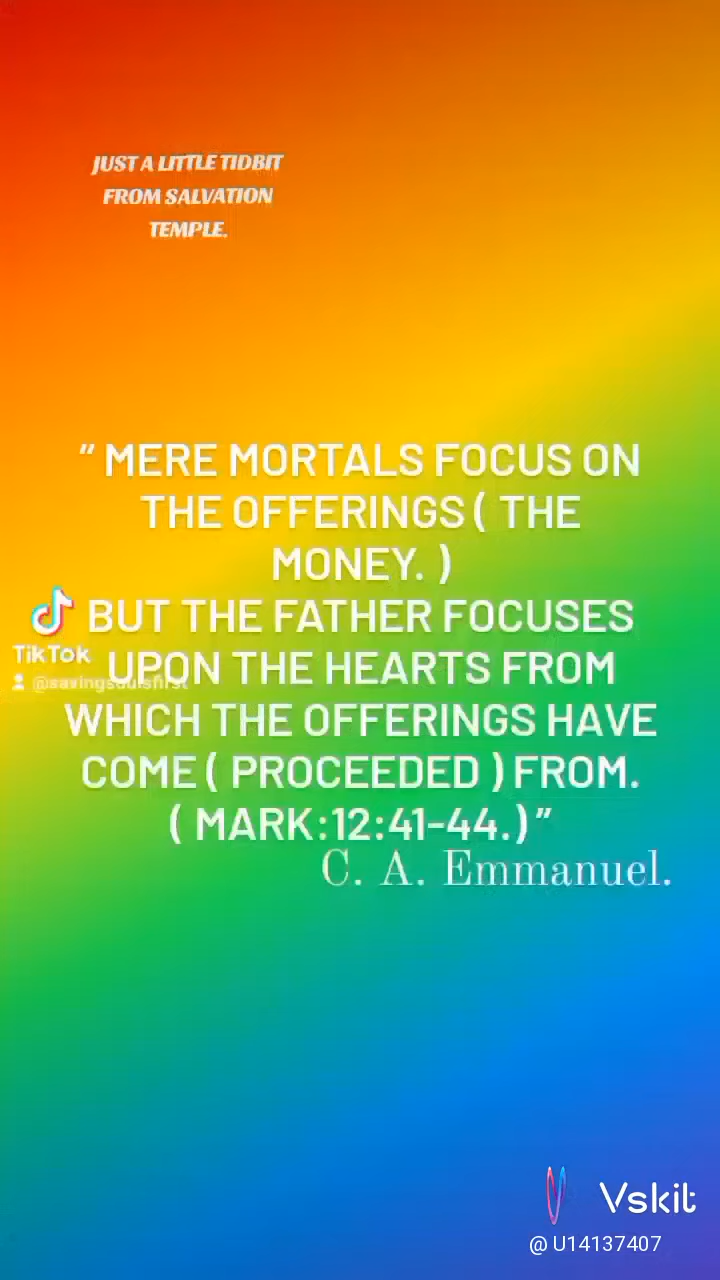 JUST A LITTLE TIDBIT
FROM SALVATION
TEMPLE.
" MERE MORTALS FOCUS ON
THE OFFERINGS ( THE
MONEY. )
BUT THE FATHER FOCUSES
UPON THE HEARTS FROM
WHICH THE OFFERINGS HAVE
COME ( PROCEEDED ) FROM.
( MARK:12:41-44.)"
C. A. Emmanuel.
TikTok
@savingsoulsfirst
Vskit
@ U14137407